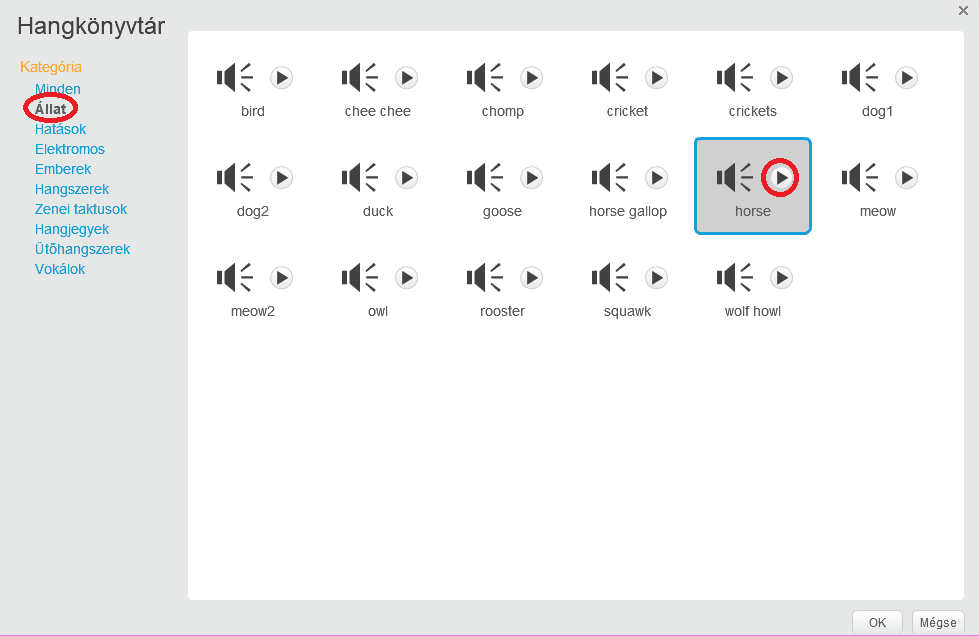 Hangkönyvtár
Kategória
Minden
Állat
Hatások
Elektromos
Emberek
Hangszerek
Zenei taktusok
Hangjegyek
Ütőhangszerek
Vokálok
bird chee chee chomp cricket crickets dog1
dog2 duck goose horse gallop horse meow
meow2 owl rooster squawk wolf howl
OK Mégse